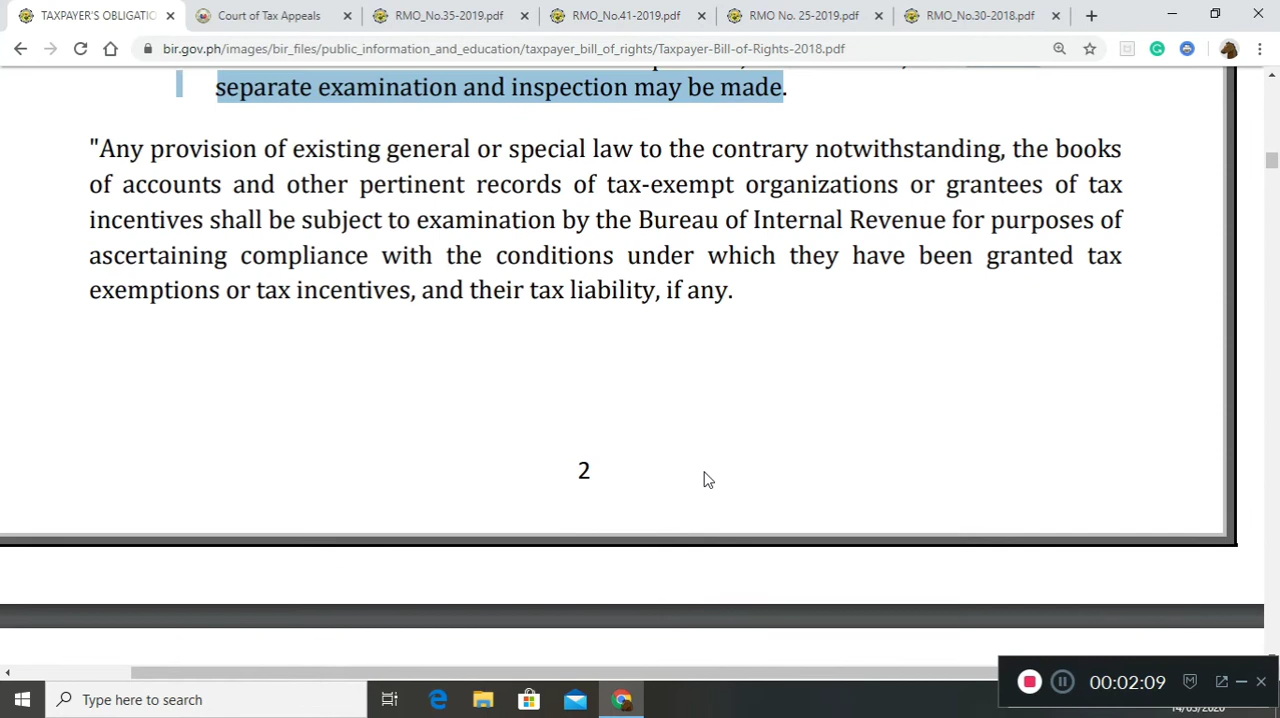 TAXPAYER'S OBLIGATIO
Court of Tax Appeals
RMO_No.35-2019.pdf
RMO_No.41-2019.pdf
RMO No. 25-2019.pdf
RMO_No.30-2018.pdf
bir.gov.ph/images/bir_files/public_information_and_education/taxpayer_bill_of_rights/Taxpayer-Bill-of-Rights-2018.pdf
separate examination and inspection may be made.
"Any provision of existing general or special law to the contrary notwithstanding, the books
of accounts and other pertinent records of tax-exempt organizations or grantees of tax
incentives shall be subject to examination by the Bureau of Internal Revenue for purposes of
ascertaining compliance with the conditions under which they have been granted tax
exemptions or tax incentives, and their tax liability, if any.
2
00:02:09
Type here to search